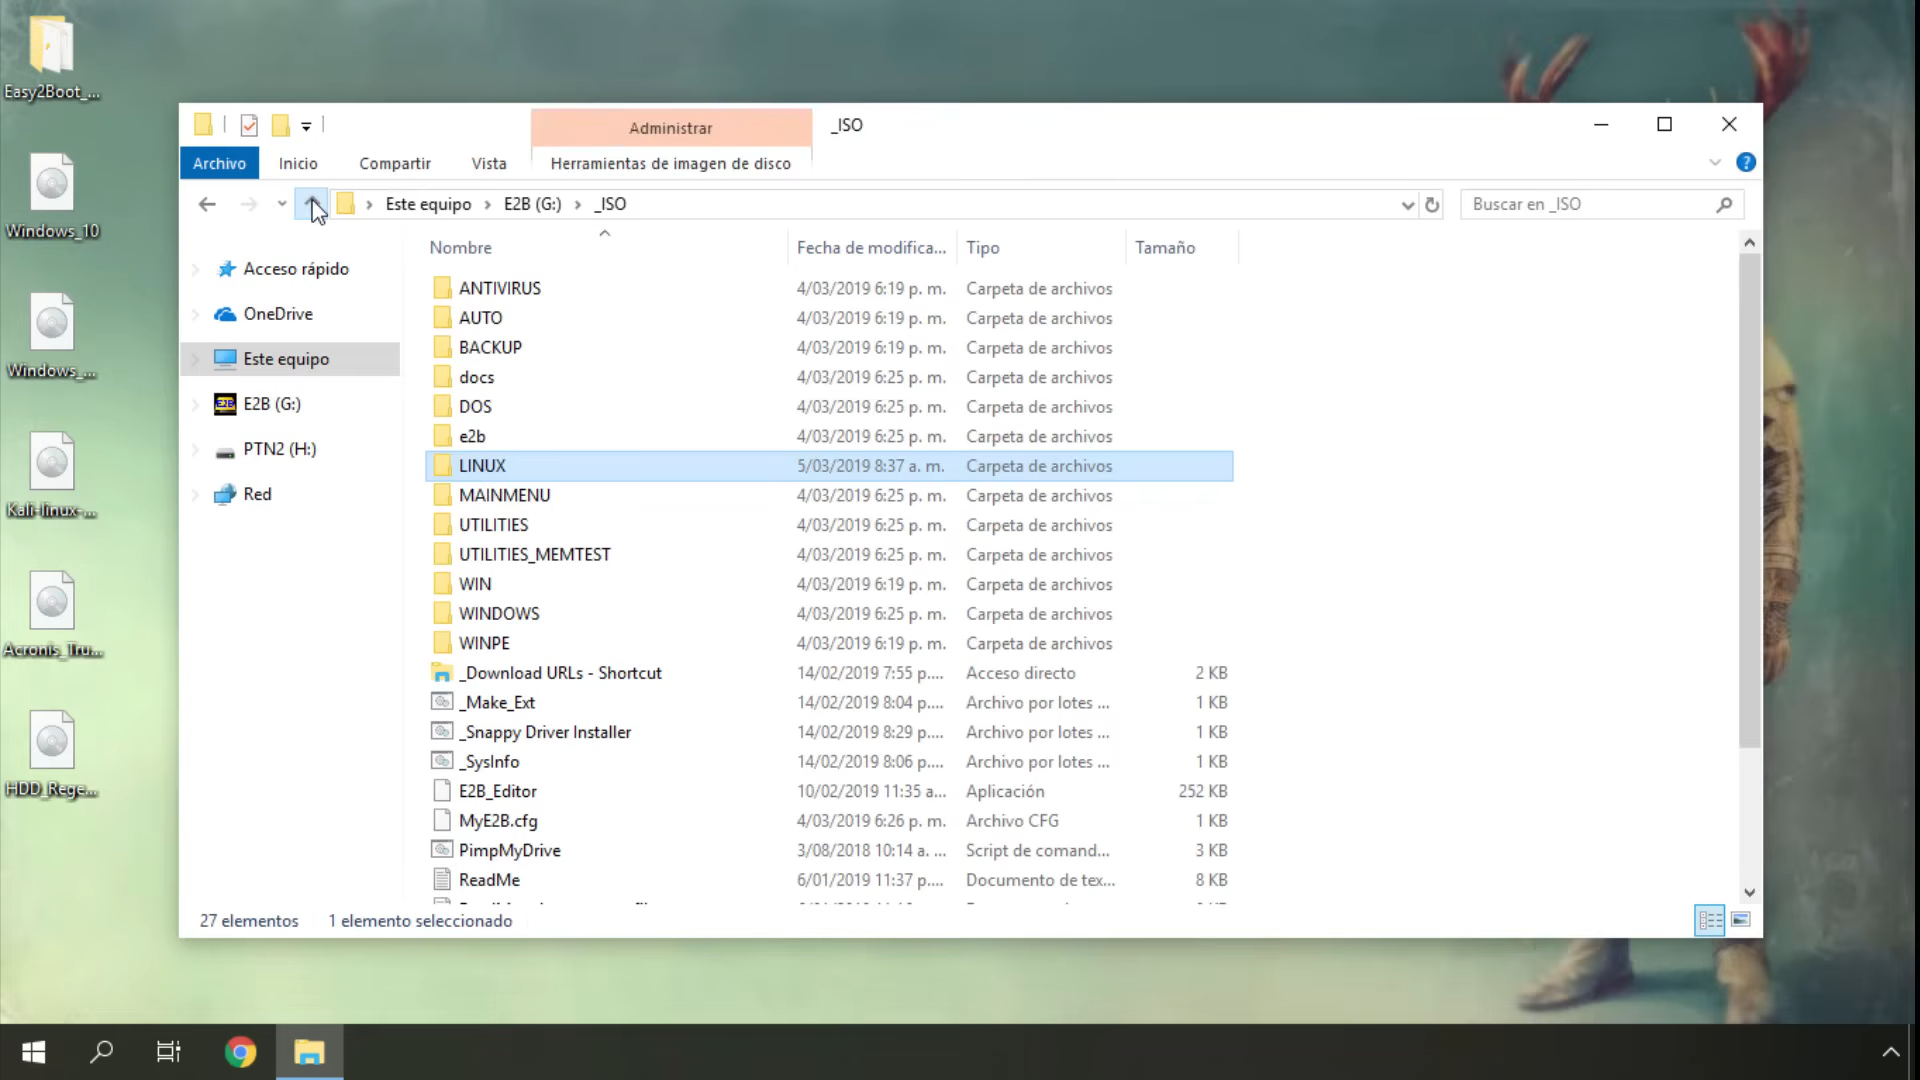 Easy2Boot_...
Windows_10
Windows_...
Kali-linux-...
Acronis_Tru...
HDD_Rege...
Administrar
_ISO
Archivo
Inicio
Compartir
Vista
Herramientas de imagen de disco
Este equipo
E2B (G:)
_ISO
Buscar en _ISO
Acceso rápido
OneDrive
Este equipo
E2B (G:)
PTN2 (H:)
Red
Nombre Fecha de modifica... Tipo Tamaño
ANTIVIRUS 4/03/2019 6:19 p. m. Carpeta de archivos
AUTO 4/03/2019 6:19 p. m. Carpeta de archivos
BACKUP 4/03/2019 6:19 p. m. Carpeta de archivos
docs 4/03/2019 6:25 p. m. Carpeta de archivos
DOS 4/03/2019 6:25 p. m. Carpeta de archivos
e2b 4/03/2019 6:25 p. m. Carpeta de archivos
LINUX 5/03/2019 8:37 a. m. Carpeta de archivos
MAINMENU 4/03/2019 6:25 p. m. Carpeta de archivos
UTILITIES 4/03/2019 6:25 p. m. Carpeta de archivos
UTILITIES_MEMTEST 4/03/2019 6:25 p. m. Carpeta de archivos
WIN 4/03/2019 6:19 p. m. Carpeta de archivos
WINDOWS 4/03/2019 6:25 p. m. Carpeta de archivos
WINPE 4/03/2019 6:19 p. m. Carpeta de archivos
_Download URLs - Shortcut 14/02/2019 7:55 p.... Acceso directo 2 KB
_Make_Ext 14/02/2019 8:04 p.... Archivo por lotes ... 1 KB
_Snappy Driver Installer 14/02/2019 8:29 p.... Archivo por lotes ... 1 KB
_SysInfo 14/02/2019 8:06 p.... Archivo por lotes ... 1 KB
E2B_Editor 10/02/2019 11:35 a... Aplicación 252 KB
MyE2B.cfg 4/03/2019 6:26 p. m. Archivo CFG 1 KB
PimpMyDrive 3/08/2018 10:14 a. ... Script de comand... 3 KB
ReadMe 6/01/2019 11:37 p.... Documento de tex... 8 KB
27 elementos 1 elemento seleccionado